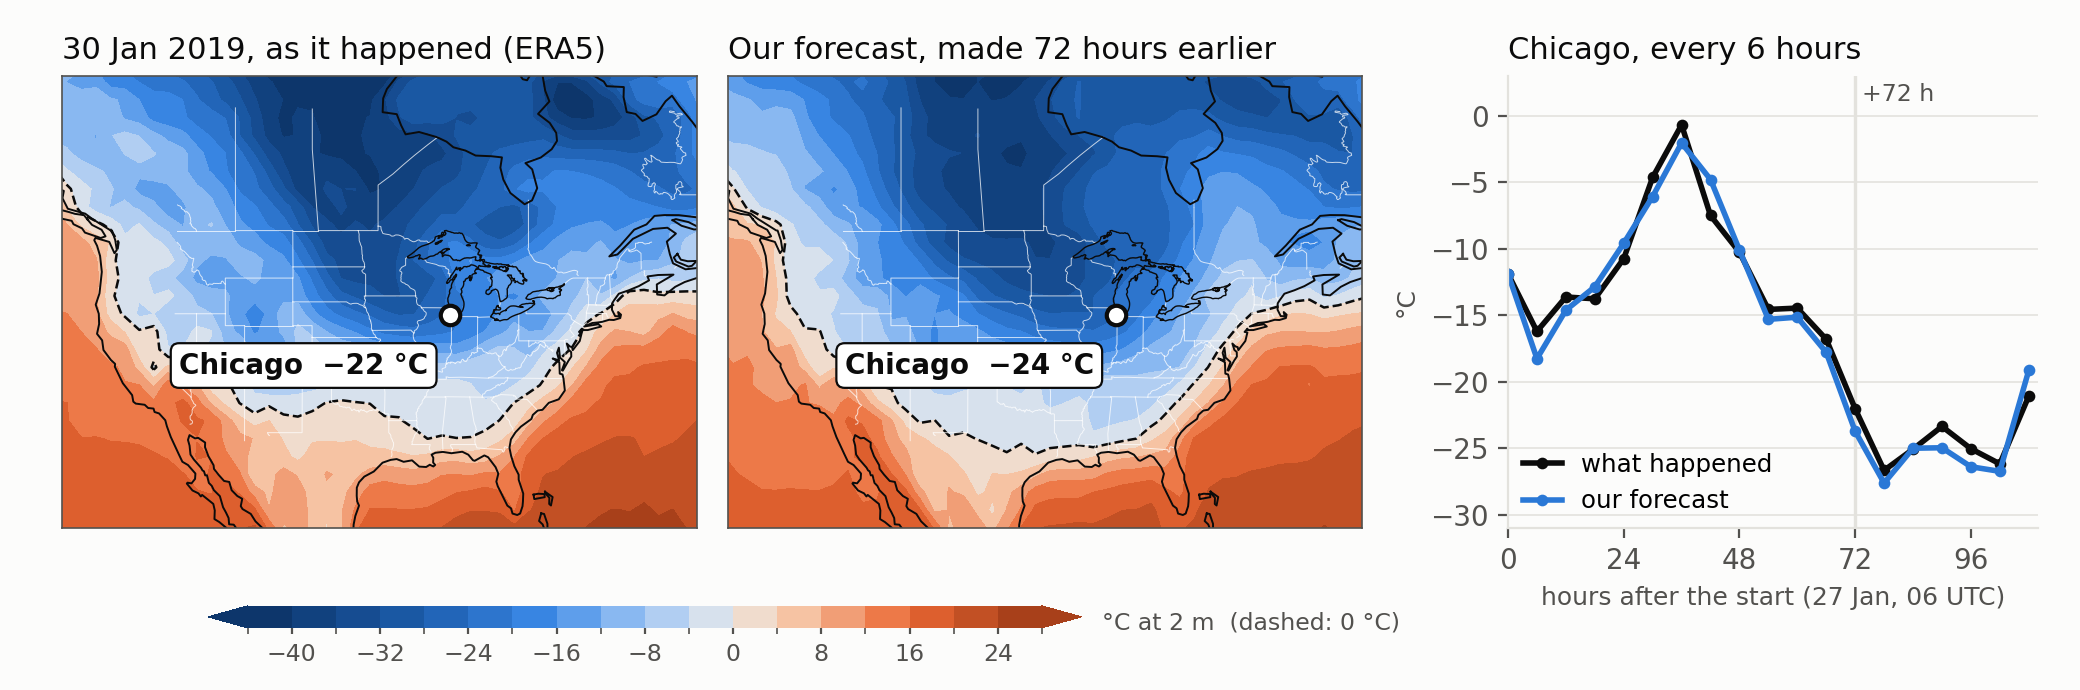 30 Jan 2019, as it happened (ERA5)
Chicago −22 °C
Our forecast, made 72 hours earlier
Chicago −24 °C
−40 −32 −24 −16 −8 0 8 16 24
°C at 2 m (dashed: 0 °C)
Chicago, every 6 hours
+72 h
°C
0
−5
−10
−15
−20
−25
−30
what happened
our forecast
0 24 48 72 96
hours after the start (27 Jan, 06 UTC)